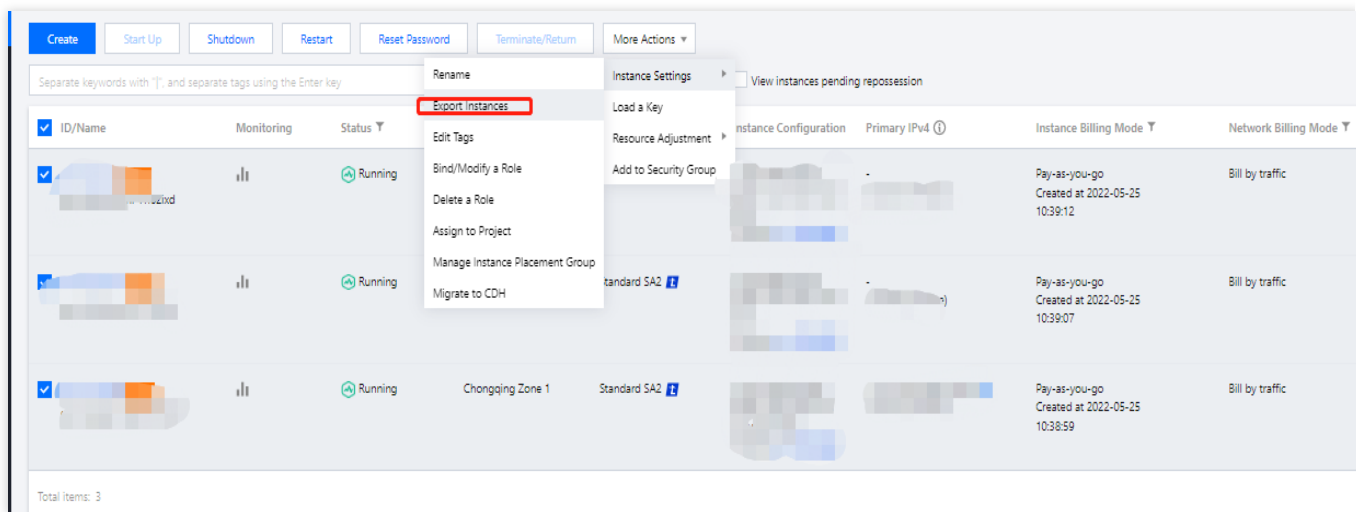 Create Start Up Shutdown Restart Reset Password Terminate/Return More Actions
Separate keywords with "|", and separate tags using the Enter key
View instances pending repossession
Rename
Export Instances
Edit Tags
Bind/Modify a Role
Delete a Role
Assign to Project
Manage Instance Placement Group
Migrate to CDH
Instance Settings
Load a Key
Resource Adjustment
Add to Security Group
ID/Name Monitoring Status nstance Configuration Primary IPv4 Instance Billing Mode Network Billing Mode
Running - Pay-as-you-go Bill by traffic
Created at 2022-05-25
10:39:12
Running tandard SA2 - Pay-as-you-go Bill by traffic
Created at 2022-05-25
10:39:07
Running Chongqing Zone 1 Standard SA2 Pay-as-you-go Bill by traffic
Created at 2022-05-25
10:38:59
Total items: 3